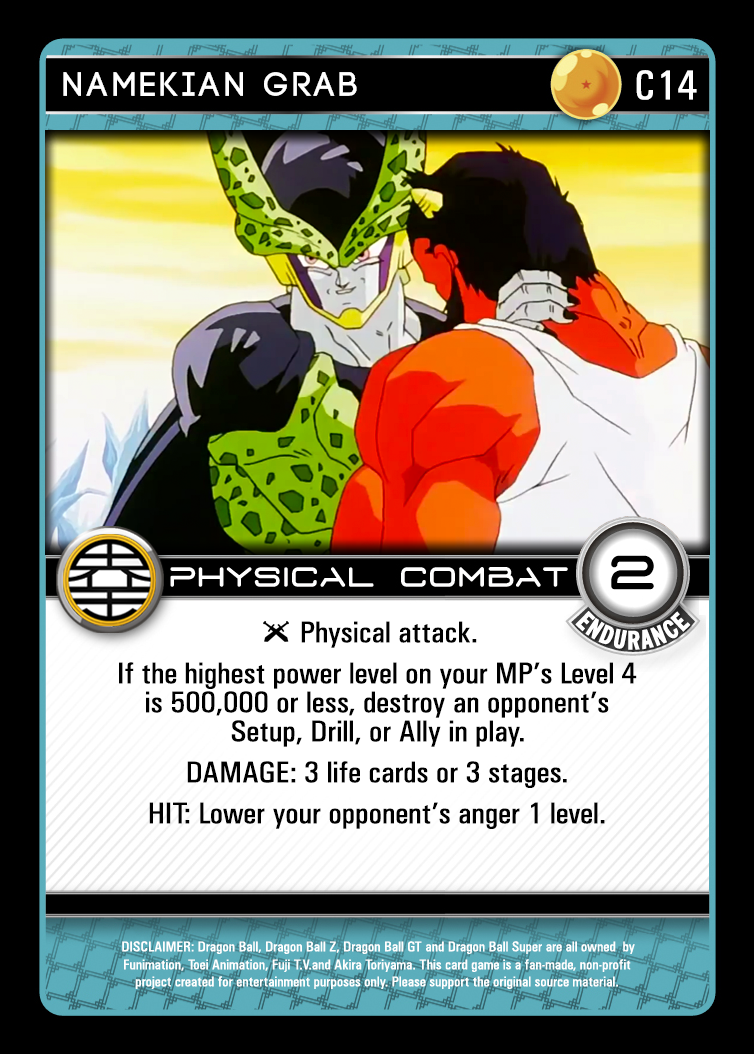 NAMEKIAN GRAB
C14
PHYSICAL COMBAT
2
ENDURANCE
Physical attack.
If the highest power level on your MP's Level 4
is 500,000 or less, destroy an opponent's
Setup, Drill, or Ally in play.
DAMAGE: 3 life cards or 3 stages.
HIT: Lower your opponent's anger 1 level.
DISCLAIMER: Dragon Ball, Dragon Ball Z, Dragon Ball GT and Dragon Ball Super are all owned by
Funimation, Toei Animation, Fuji T.V.and Akira Toriyama. This card game is a fan-made, non-profit
project created for entertainment purposes only. Please support the original source material.